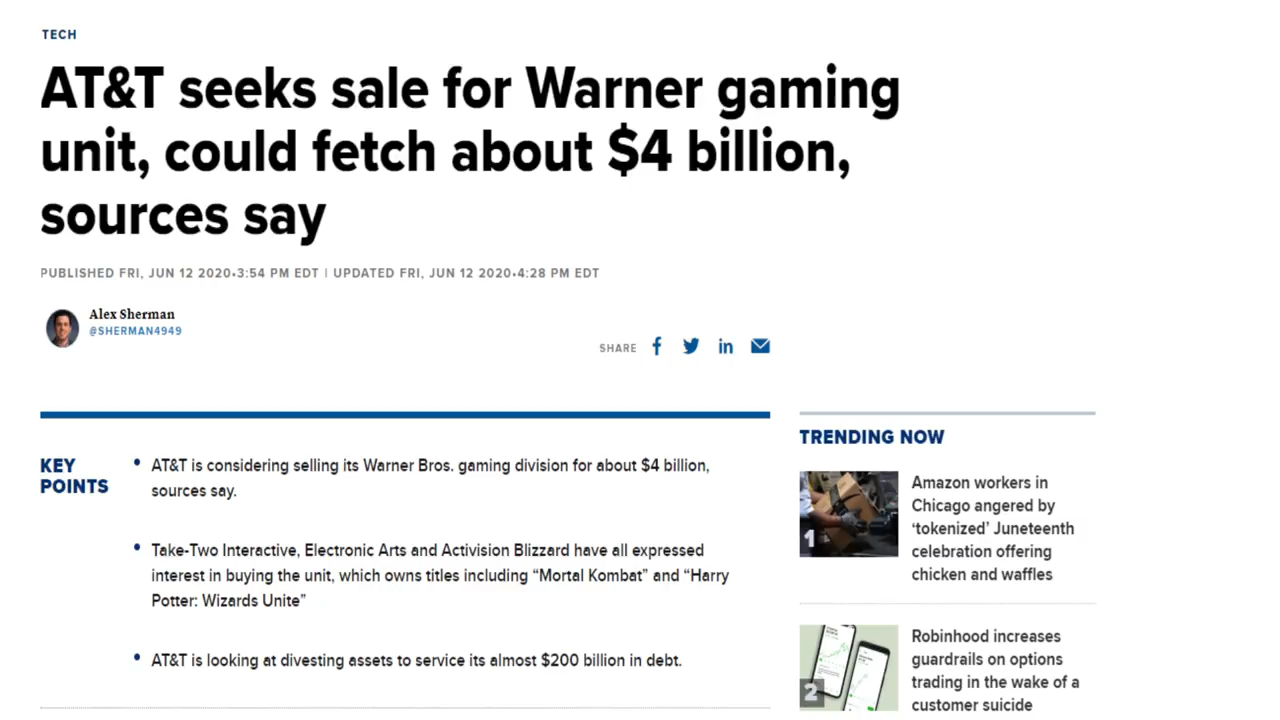 TECH
AT&T seeks sale for Warner gaming
unit, could fetch about $4 billion,
sources say
PUBLISHED FRI, JUN 12 2020•3:54 PM EDT | UPDATED FRI, JUN 12 2020•4:28 PM EDT
Alex Sherman
@SHERMAN4949
SHARE
KEY
POINTS
• AT&T is considering selling its Warner Bros. gaming division for about $4 billion,
sources say.
• Take-Two Interactive, Electronic Arts and Activision Blizzard have all expressed
interest in buying the unit, which owns titles including “Mortal Kombat” and “Harry
Potter: Wizards Unite”
• AT&T is looking at divesting assets to service its almost $200 billion in debt.
TRENDING NOW
1
Amazon workers in
Chicago angered by
‘tokenized’ Juneteenth
celebration offering
chicken and waffles
2
Robinhood increases
guardrails on options
trading in the wake of a
customer suicide